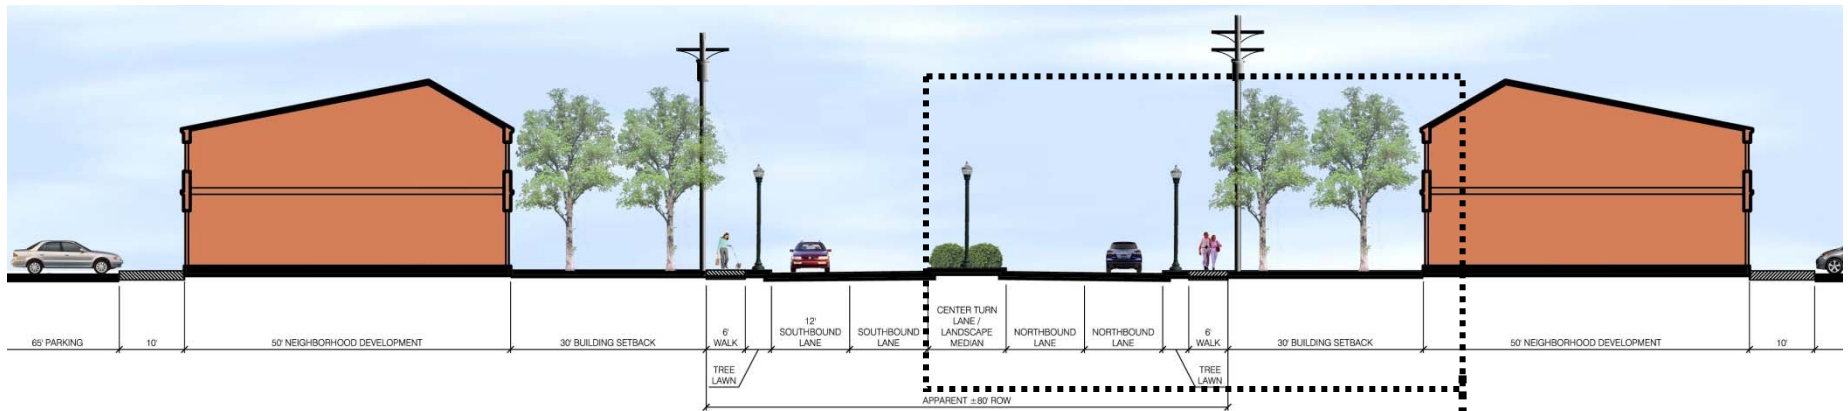 65' PARKING
10'
50' NEIGHBORHOOD DEVELOPMENT
30' BUILDING SETBACK
6'
WALK
TREE
LAWN
12'
SOUTHBOUND
LANE
SOUTHBOUND
LANE
CENTER TURN
LANE /
LANDSCAPE
MEDIAN
NORTHBOUND
LANE
NORTHBOUND
LANE
TREE
LAWN
6'
WALK
30' BUILDING SETBACK
50' NEIGHBORHOOD DEVELOPMENT
10'
APPARENT ±80' ROW